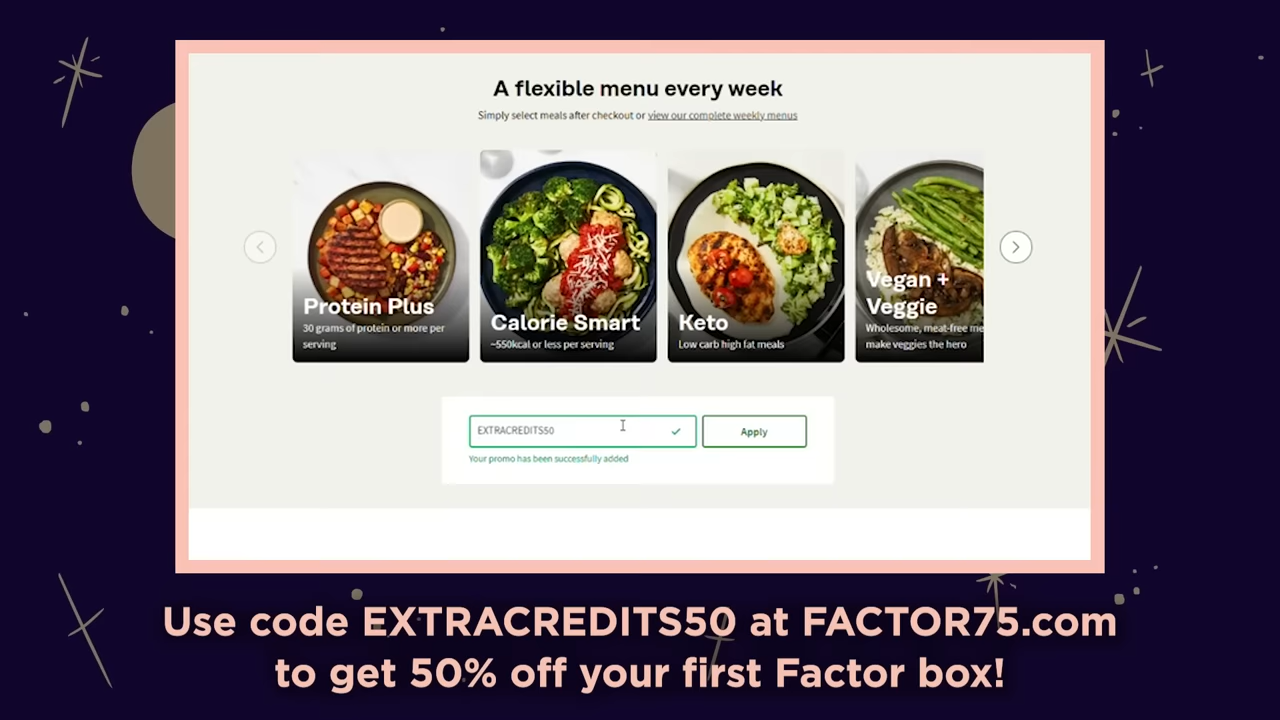 A flexible menu every week
Simply select meals after checkout or view our complete weekly menus
Protein Plus
30 grams of protein or more per
serving
Calorie Smart
~550kcal or less per serving
Keto
Low carb high fat meals
Vegan +
Veggie
Wholesome, meat-free me
make veggies the hero
EXTRACREDITS50
Apply
Your promo has been successfully added
Use code EXTRACREDITS50 at FACTOR75.com
to get 50% off your first Factor box!